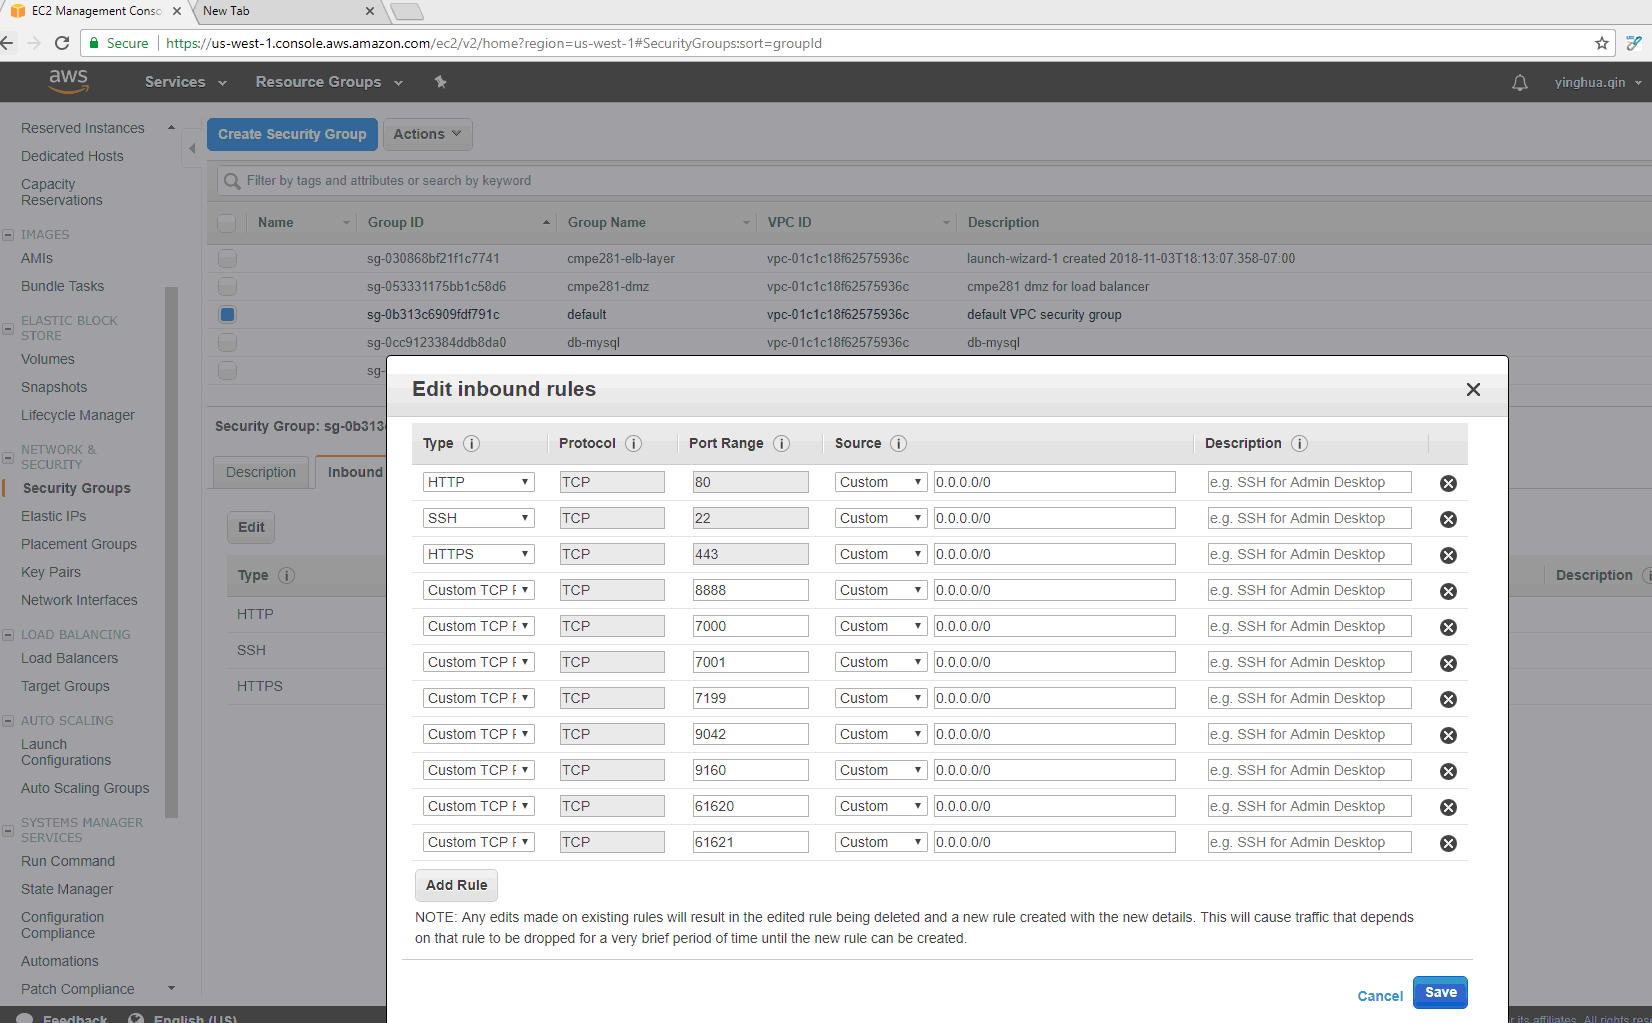 EC2 Management Conso
New Tab
Secure https://us-west-1.console.aws.amazon.com/ec2/v2/home?region=us-west-1#SecurityGroups:sort=groupId
aws Services Resource Groups yinghua.qin
Reserved Instances
Dedicated Hosts
Capacity
Reservations
IMAGES
AMIs
Bundle Tasks
ELASTIC BLOCK
STORE
Volumes
Snapshots
Lifecycle Manager
NETWORK &
SECURITY
Security Groups
Elastic IPs
Placement Groups
Key Pairs
Network Interfaces
LOAD BALANCING
Load Balancers
Target Groups
AUTO SCALING
Launch
Configurations
Auto Scaling Groups
SYSTEMS MANAGER
SERVICES
Run Command
State Manager
Configuration
Compliance
Automations
Patch Compliance
Create Security Group Actions
Filter by tags and attributes or search by keyword
Name Group ID Group Name VPC ID Description
sg-030868bf21f1c7741 cmpe281-elb-layer vpc-01c1c18f62575936c launch-wizard-1 created 2018-11-03T18:13:07.358-07:00
sg-053331175bb1c58d6 cmpe281-dmz vpc-01c1c18f62575936c cmpe281 dmz for load balancer
sg-0b313c6909fdf791c default vpc-01c1c18f62575936c default VPC security group
sg-0cc9123384ddb8da0 db-mysql vpc-01c1c18f62575936c db-mysql
sg-
Security Group: sg-0b313
Description Inbound
Edit
Type Description
HTTP
SSH
HTTPS
Edit inbound rules
Type Protocol Port Range Source Description
HTTP TCP 80 Custom 0.0.0.0/0 e.g. SSH for Admin Desktop
SSH TCP 22 Custom 0.0.0.0/0 e.g. SSH for Admin Desktop
HTTPS TCP 443 Custom 0.0.0.0/0 e.g. SSH for Admin Desktop
Custom TCP TCP 8888 Custom 0.0.0.0/0 e.g. SSH for Admin Desktop
Custom TCP TCP 7000 Custom 0.0.0.0/0 e.g. SSH for Admin Desktop
Custom TCP TCP 7001 Custom 0.0.0.0/0 e.g. SSH for Admin Desktop
Custom TCP TCP 7199 Custom 0.0.0.0/0 e.g. SSH for Admin Desktop
Custom TCP TCP 9042 Custom 0.0.0.0/0 e.g. SSH for Admin Desktop
Custom TCP TCP 9160 Custom 0.0.0.0/0 e.g. SSH for Admin Desktop
Custom TCP TCP 61620 Custom 0.0.0.0/0 e.g. SSH for Admin Desktop
Custom TCP TCP 61621 Custom 0.0.0.0/0 e.g. SSH for Admin Desktop
Add Rule
NOTE: Any edits made on existing rules will result in the edited rule being deleted and a new rule created with the new details. This will cause traffic that depends
on that rule to be dropped for a very brief period of time until the new rule can be created.
Cancel Save
Feedback English (US) its affiliates. All rights res